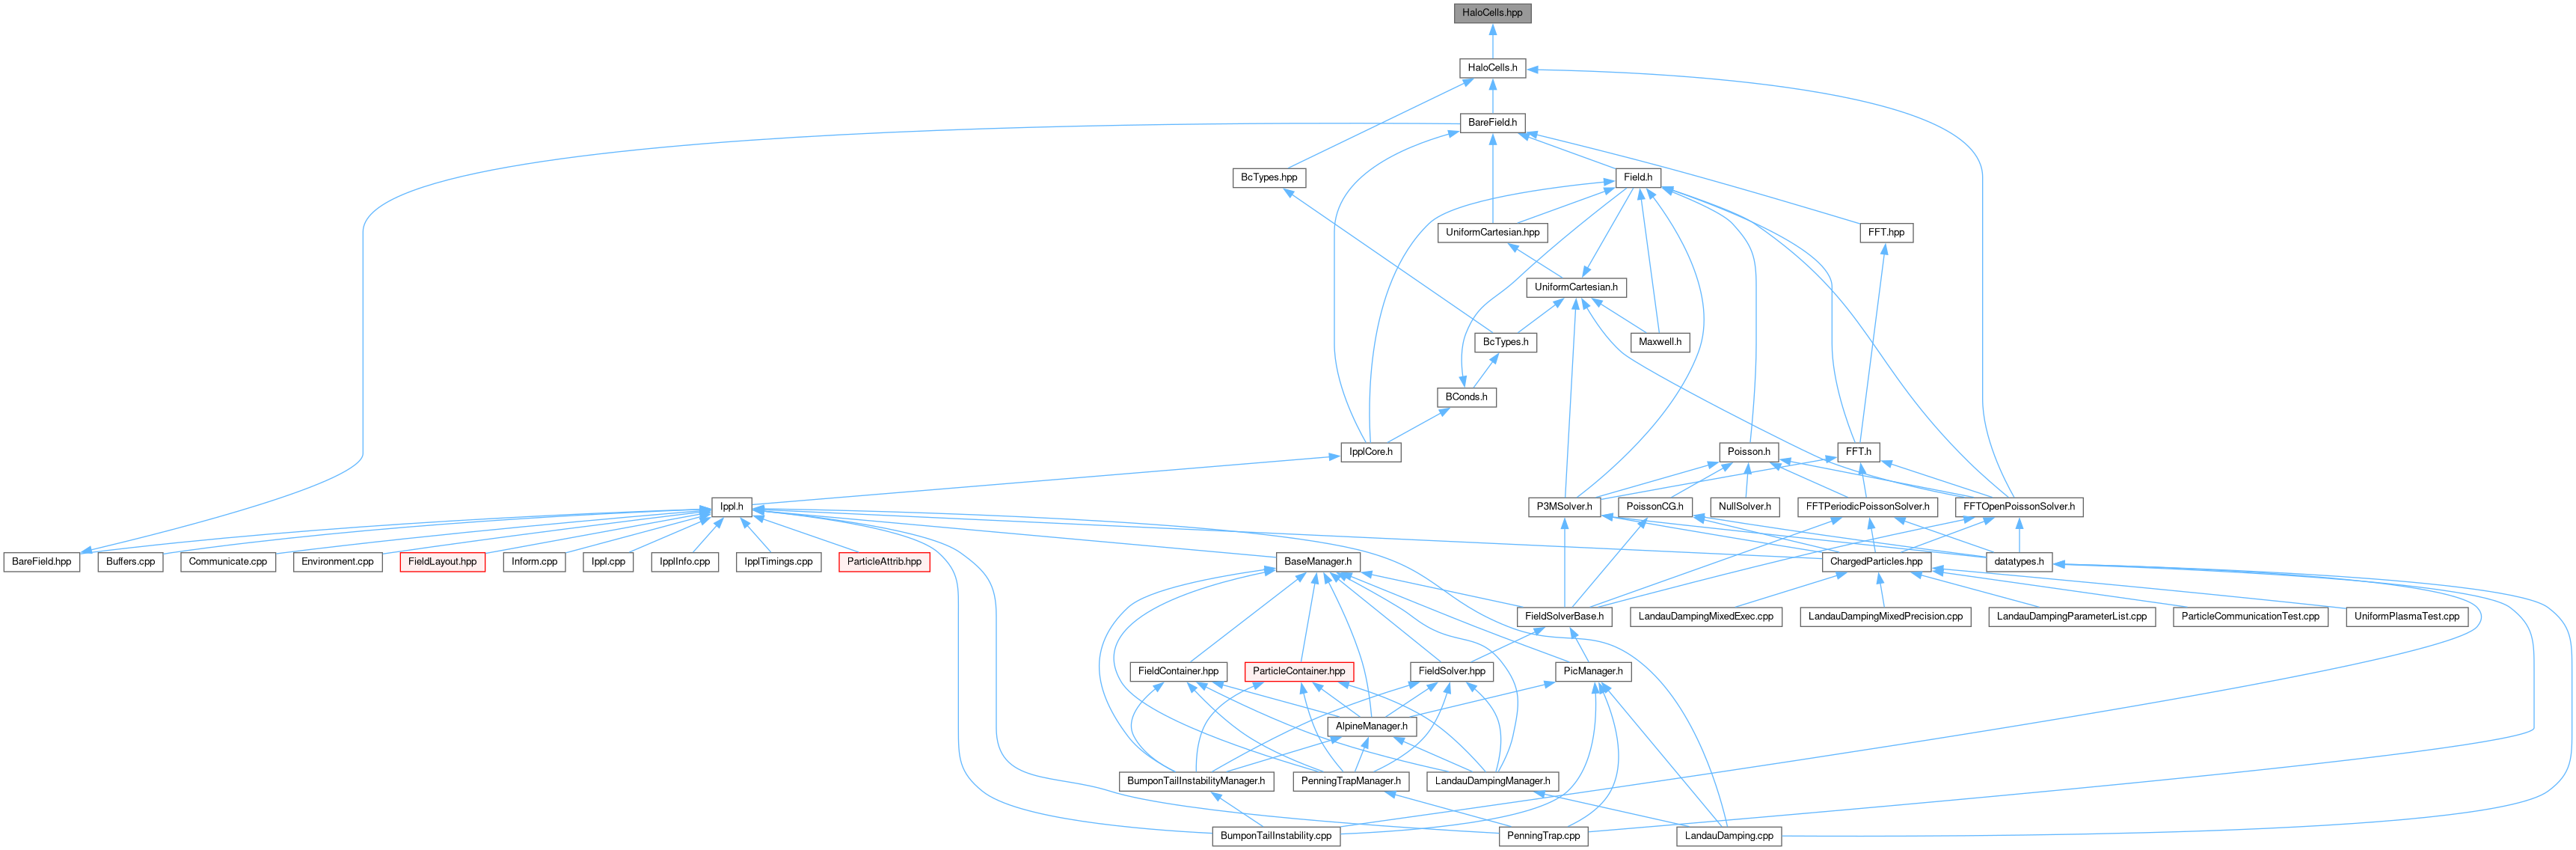 HaloCells.hpp
HaloCells.h
BareField.h
BcTypes.hpp
Field.h
UniformCartesian.hpp
FFT.hpp
UniformCartesian.h
BcTypes.h
Maxwell.h
BConds.h
IpplCore.h
Poisson.h
FFT.h
Ippl.h
P3MSolver.h
PoissonCG.h
NullSolver.h
FFTPeriodicPoissonSolver.h
FFTOpenPoissonSolver.h
BareField.hpp
Buffers.cpp
Communicate.cpp
Environment.cpp
FieldLayout.hpp
Inform.cpp
Ippl.cpp
IpplInfo.cpp
IpplTimings.cpp
ParticleAttrib.hpp
BaseManager.h
ChargedParticles.hpp
datatypes.h
FieldSolverBase.h
LandauDampingMixedExec.cpp
LandauDampingMixedPrecision.cpp
LandauDampingParameterList.cpp
ParticleCommunicationTest.cpp
UniformPlasmaTest.cpp
FieldContainer.hpp
ParticleContainer.hpp
FieldSolver.hpp
PicManager.h
AlpineManager.h
BumponTailInstabilityManager.h
PenningTrapManager.h
LandauDampingManager.h
BumponTailInstability.cpp
PenningTrap.cpp
LandauDamping.cpp